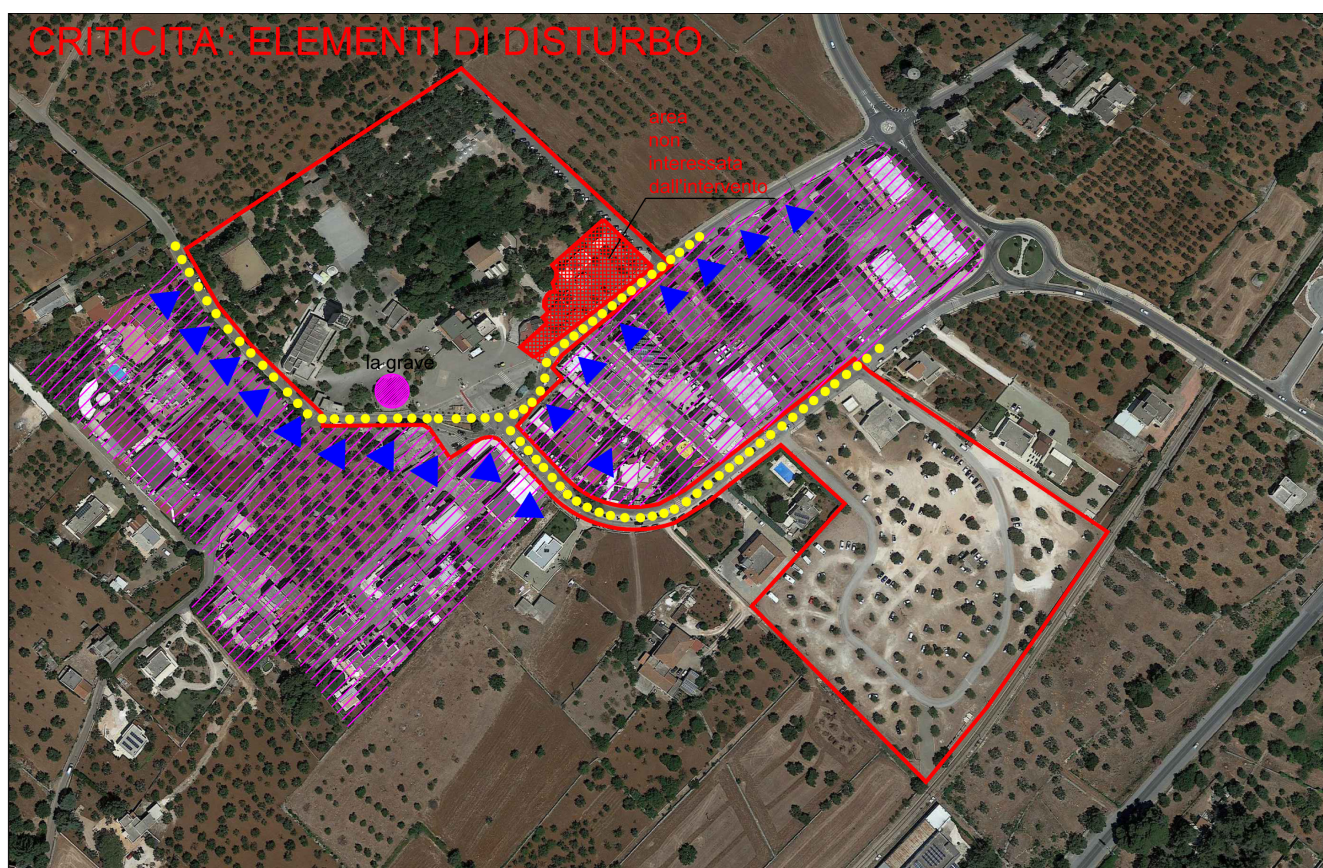 CRITICITA': ELEMENTI DI DISTURBO
area
non
interessata
dall'intervento
la grave